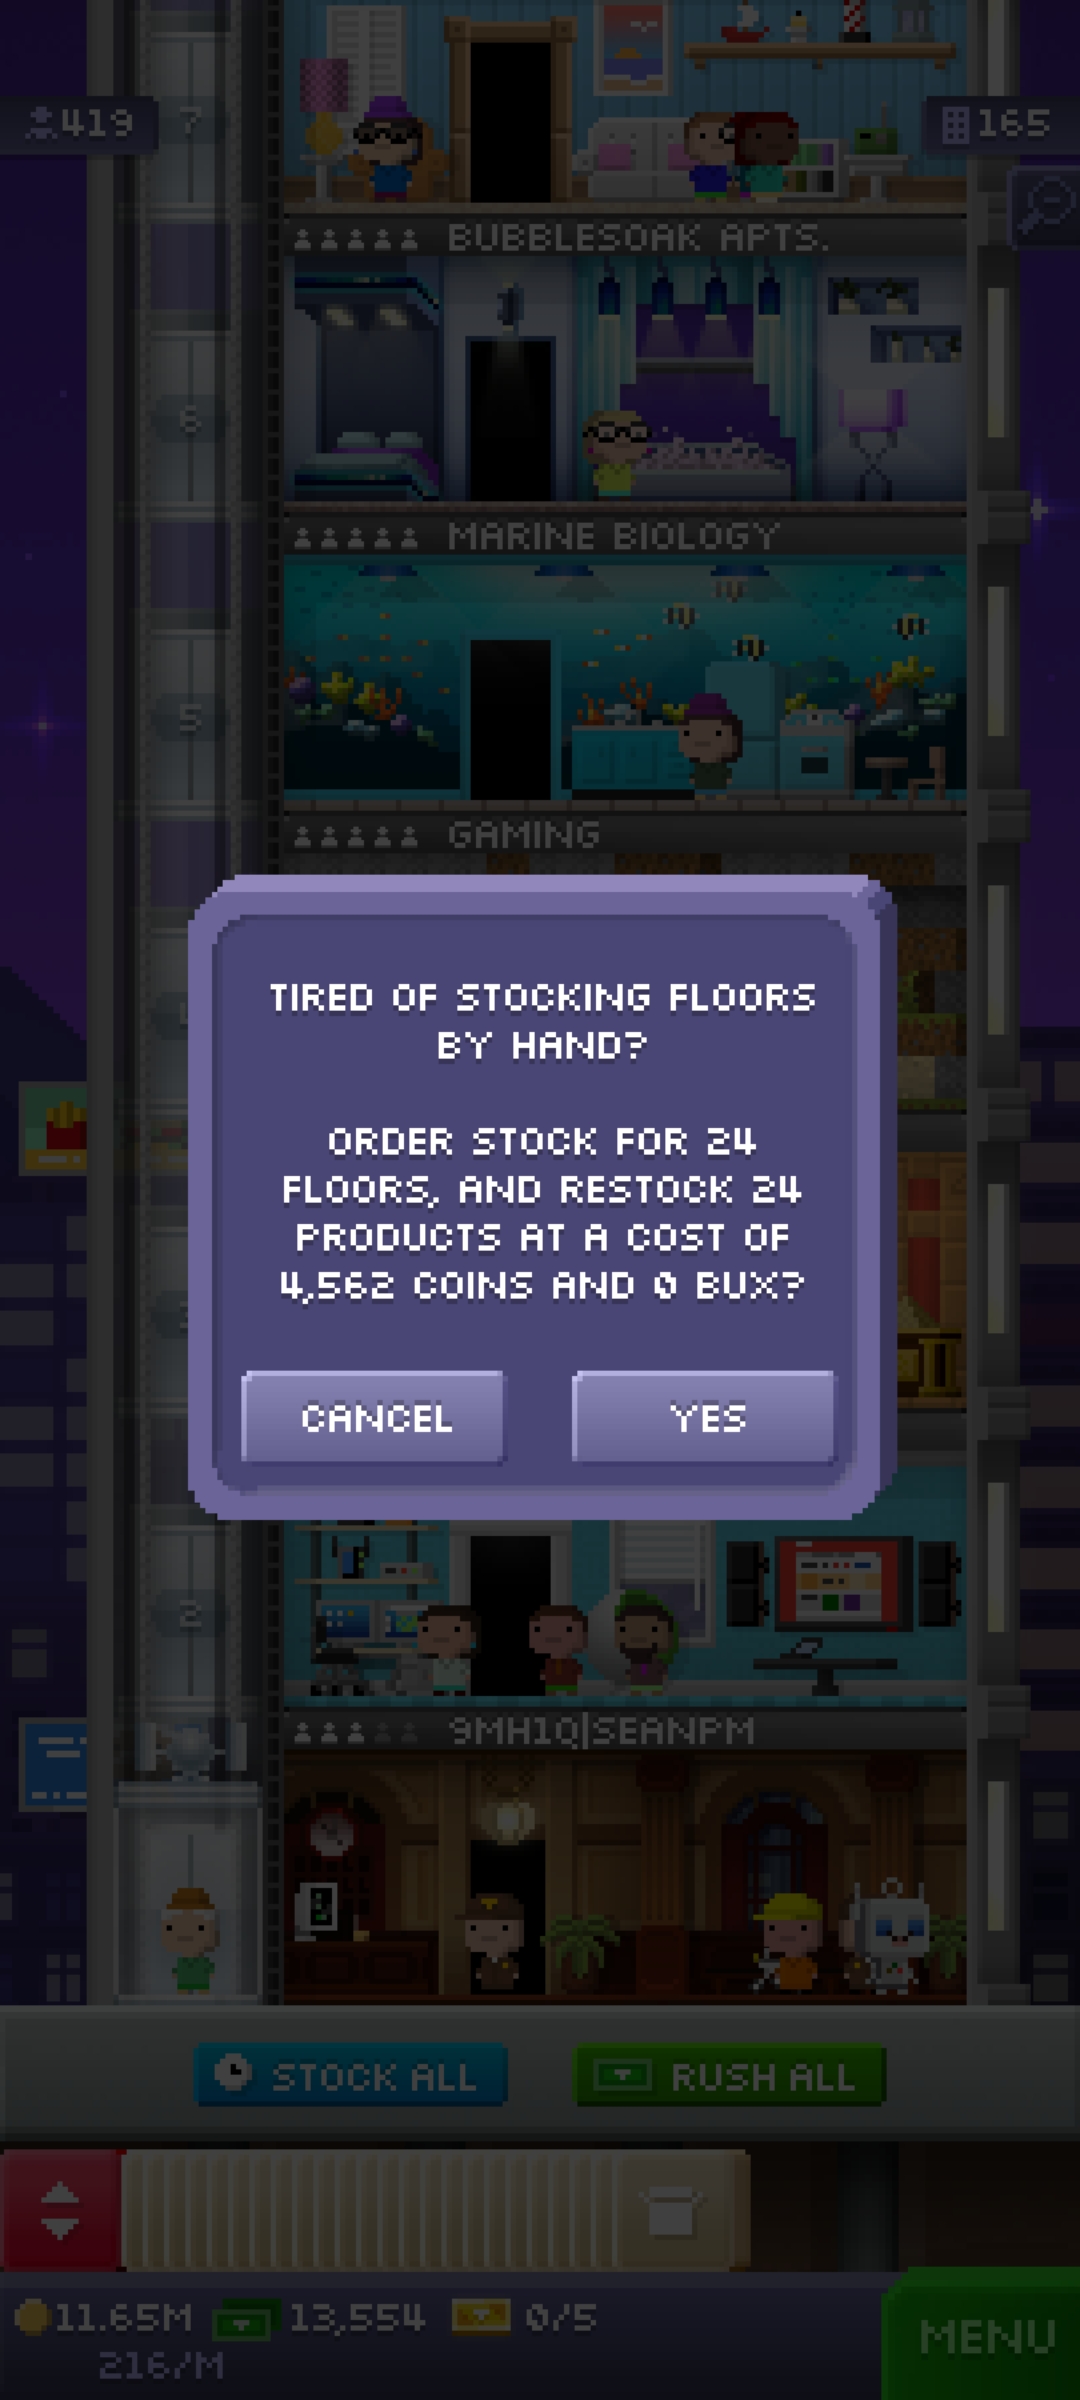 7
419
165
BUBBLESOAK APTS.
6
MARINE BIOLOGY
5
GAMING
TIRED OF STOCKING FLOORS
BY HAND?
ORDER STOCK FOR 24
FLOORS, AND RESTOCK 24
PRODUCTS AT A COST OF
4,562 COINS AND 0 BUX?
CANCEL
YES
2
9MH1Q|SEANPM
STOCK ALL
RUSH ALL
11.65M
13,554
0/5
MENU
216/M